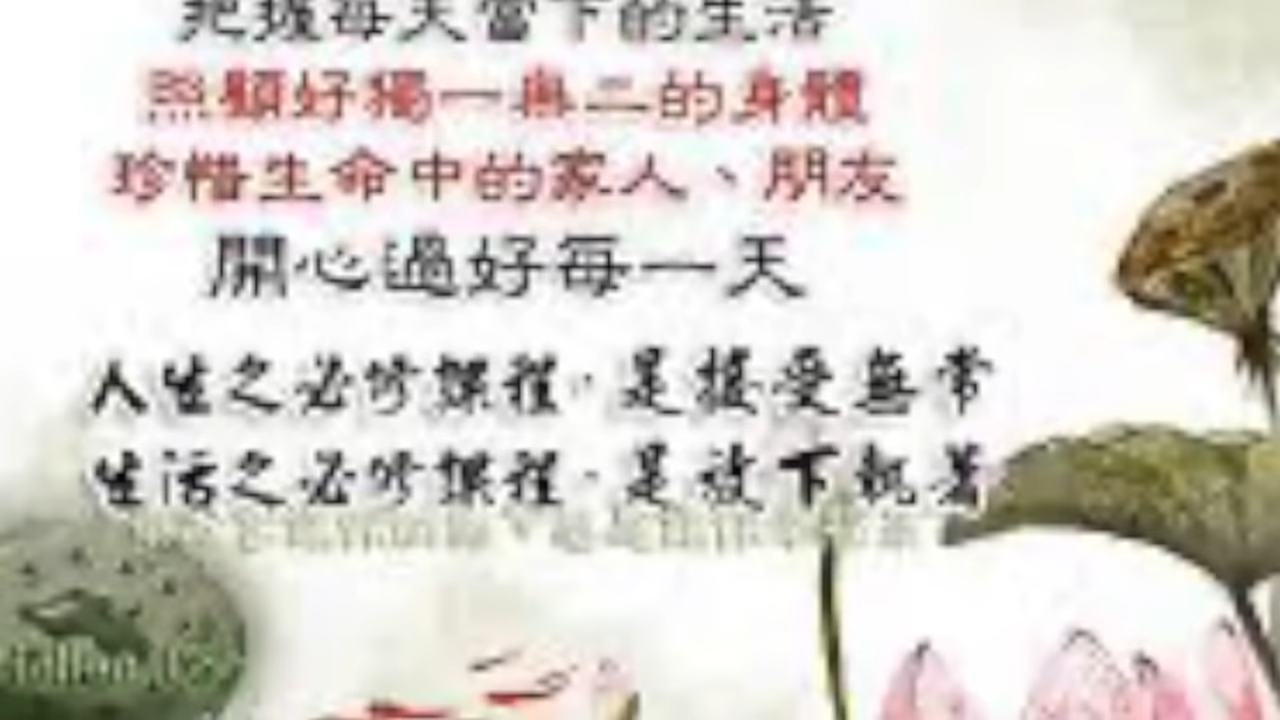 把握每天當下的生活
照顧好獨一無二的身體
珍惜生命中的家人、朋友
開心過好每一天
人生之必修課程，是接受無常
生活之必修課程，是放下執著